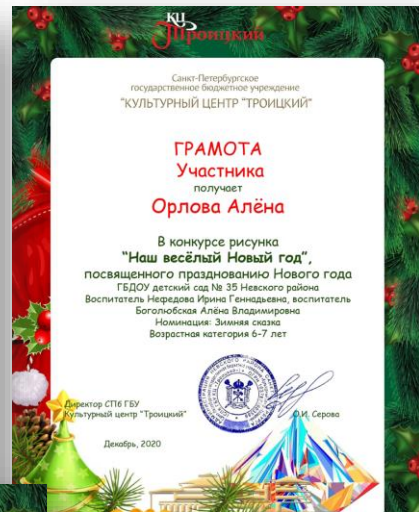 КЦ
Троицкий
Санкт-Петербургское
государственное бюджетное учреждение
"КУЛЬТУРНЫЙ ЦЕНТР "ТРОИЦКИЙ"
ГРАМОТА
Участника
получает
Орлова Алёна
В конкурсе рисунка
"Наш весёлый Новый год",
посвященного празднованию Нового года
ГБДОУ детский сад № 35 Невского района
Воспитатель Нефедова Ирина Геннадьевна, воспитатель
Боголюбская Алёна Владимировна
Номинация: Зимняя сказка
Возрастная категория 6-7 лет
Директор СПб ГБУ
Культурный центр "Троицкий"
О.И. Серова
Декабрь, 2020